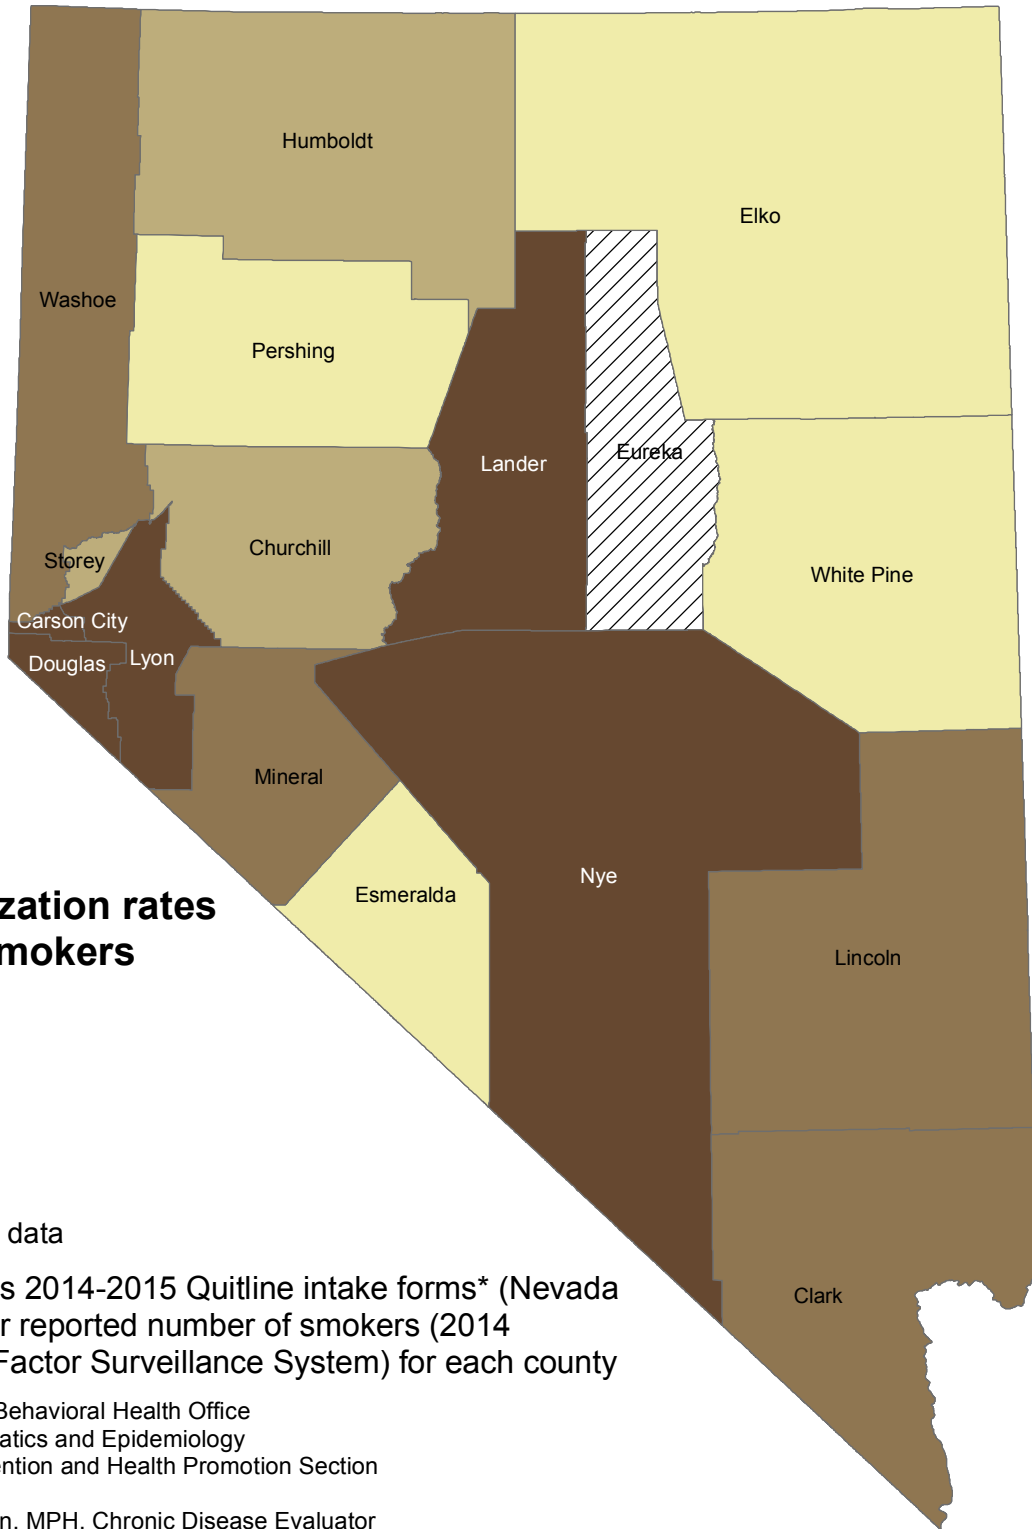 Humboldt
Elko
Washoe
Pershing
Eureka
Lander
Churchill
Storey
White Pine
Carson City
Lyon
Douglas
Mineral
Nye
Esmeralda
zation rates
mokers
Lincoln
data
s 2014-2015 Quitline intake forms* (Nevada
r reported number of smokers (2014
Factor Surveillance System) for each county
Clark
Behavioral Health Office
atics and Epidemiology
ention and Health Promotion Section
n, MPH, Chronic Disease Evaluator